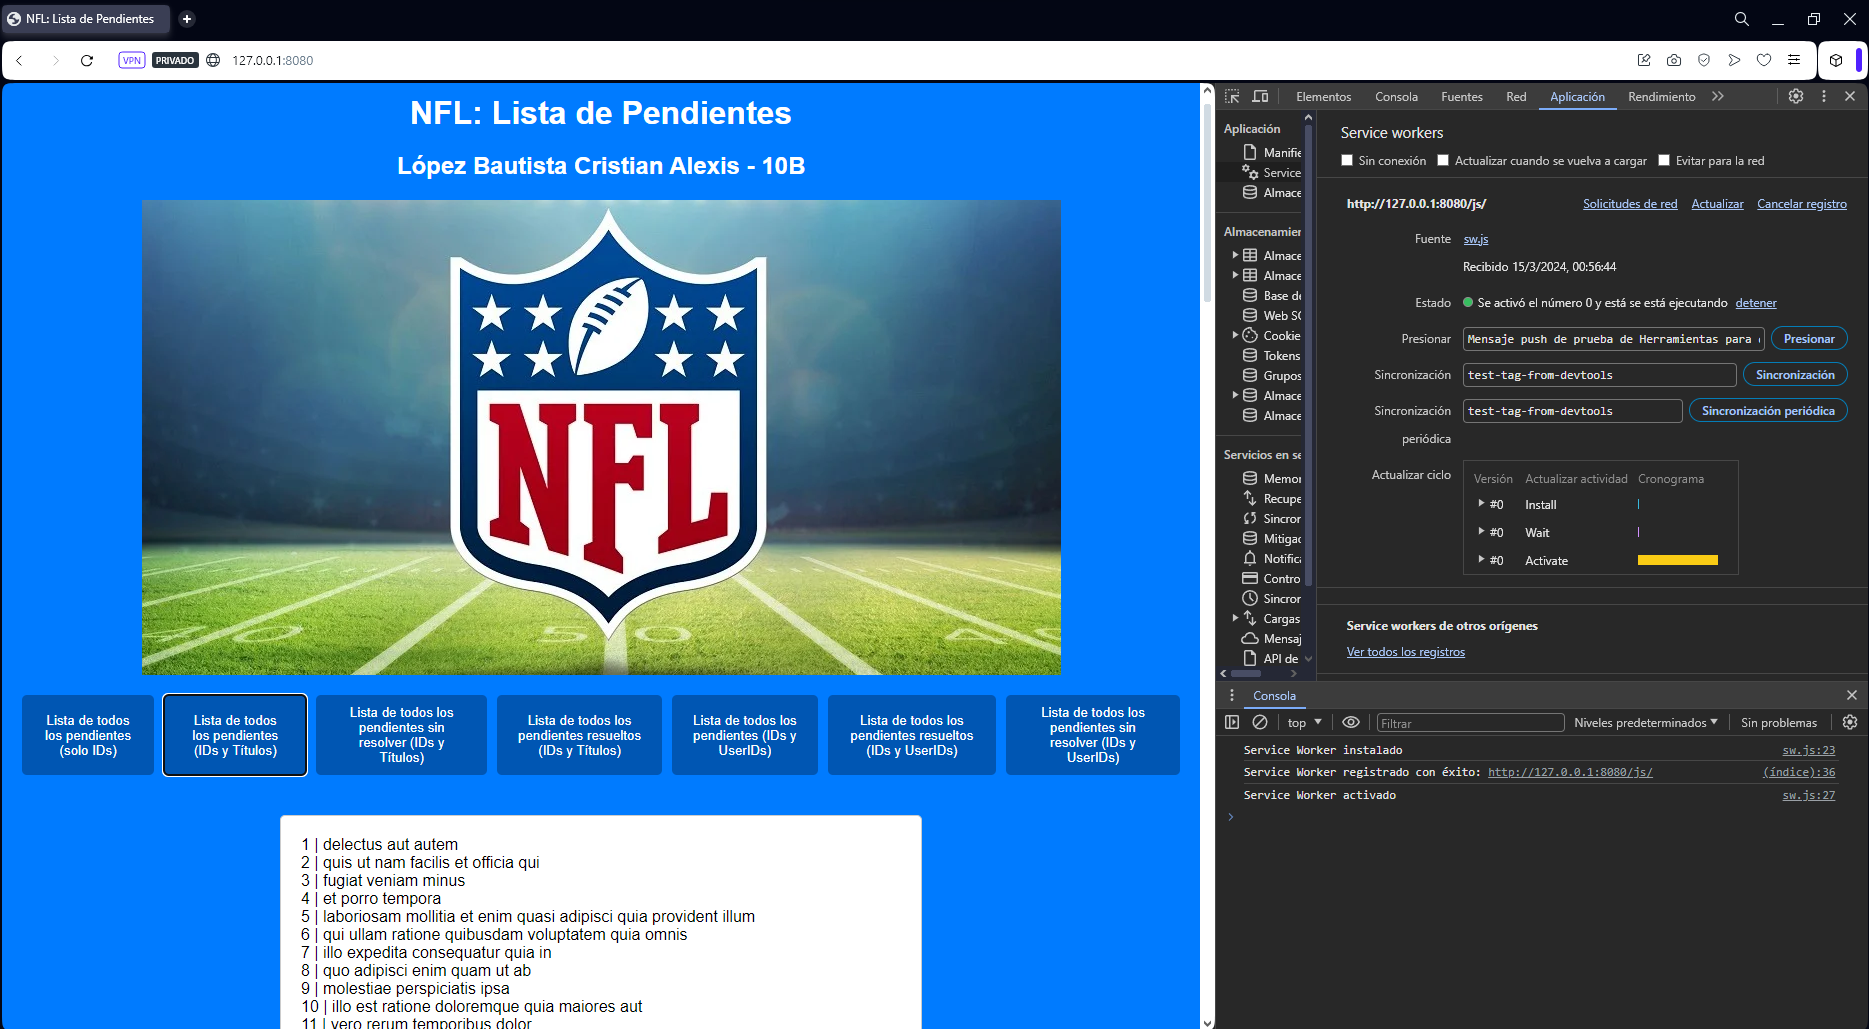 NFL: Lista de Pendientes
VPN PRIVADO 127.0.0.1:8080
NFL: Lista de Pendientes
López Bautista Cristian Alexis - 10B
NFL
40 50 40
Lista de todos
los pendientes
(solo IDs)
Lista de todos
los pendientes
(IDs y Títulos)
Lista de todos los
pendientes sin
resolver (IDs y
Títulos)
Lista de todos los
pendientes resueltos
(IDs y Títulos)
Lista de todos los
pendientes (IDs y
UserIDs)
Lista de todos los
pendientes resueltos
(IDs y UserIDs)
Lista de todos los
pendientes sin
resolver (IDs y
UserIDs)
1 | delectus aut autem
2 | quis ut nam facilis et officia qui
3 | fugiat veniam minus
4 | et porro tempora
5 | laboriosam mollitia et enim quasi adipisci quia provident illum
6 | qui ullam ratione quibusdam voluptatem quia omnis
7 | illo expedita consequatur quia in
8 | quo adipisci enim quam ut ab
9 | molestiae perspiciatis ipsa
10 | illo est ratione doloremque quia maiores aut
11 | vero rerum temporibus dolor
Elementos Consola Fuentes Red Aplicación Rendimiento
Aplicación
Manifie
Service
Almace
Almacenamier
Almace
Almace
Base de
Web SC
Cookie
Tokens
Grupos
Almace
Almace
Servicios en se
Memor
Recupe
Sincror
Mitigac
Notifica
Contro
Sincror
Cargas
Mensaj
API de
Service workers
Sin conexión Actualizar cuando se vuelva a cargar Evitar para la red
http://127.0.0.1:8080/js/ Solicitudes de red Actualizar Cancelar registro
Fuente sw.js
Recibido 15/3/2024, 00:56:44
Estado Se activó el número 0 y está se está ejecutando detener
Presionar Mensaje push de prueba de Herramientas para Presionar
Sincronización test-tag-from-devtools Sincronización
Sincronización periódica test-tag-from-devtools Sincronización periódica
Actualizar ciclo
Versión Actualizar actividad Cronograma
#0 Install
#0 Wait
#0 Activate
Service workers de otros orígenes
Ver todos los registros
Consola
top Filtrar Niveles predeterminados Sin problemas
Service Worker instalado sw.js:23
Service Worker registrado con éxito: http://127.0.0.1:8080/js/ (índice):36
Service Worker activado sw.js:27